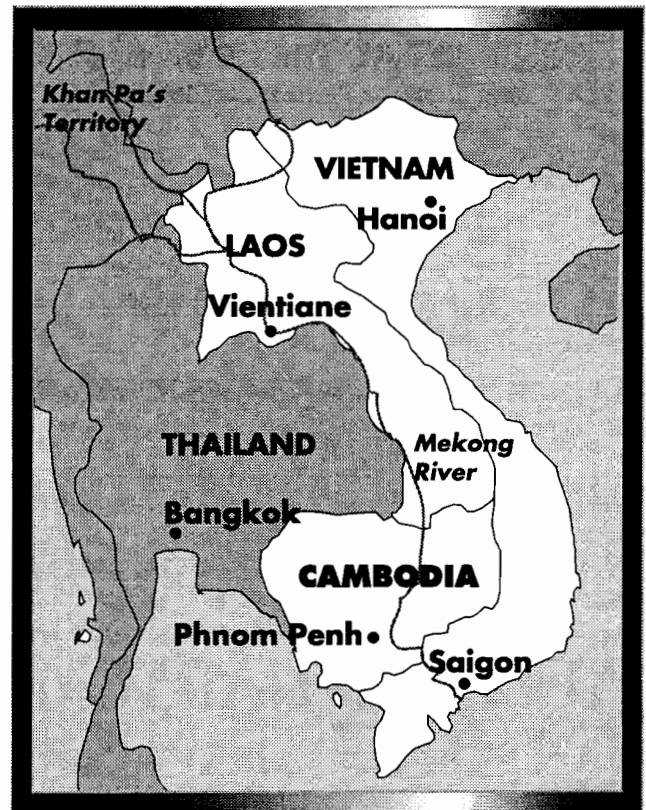 Khan Pa's
Territory
VIETNAM
Hanoi
LAOS
Vientiane
THAILAND
Mekong
River
Bangkok
CAMBODIA
Phnom Penh
Saigon